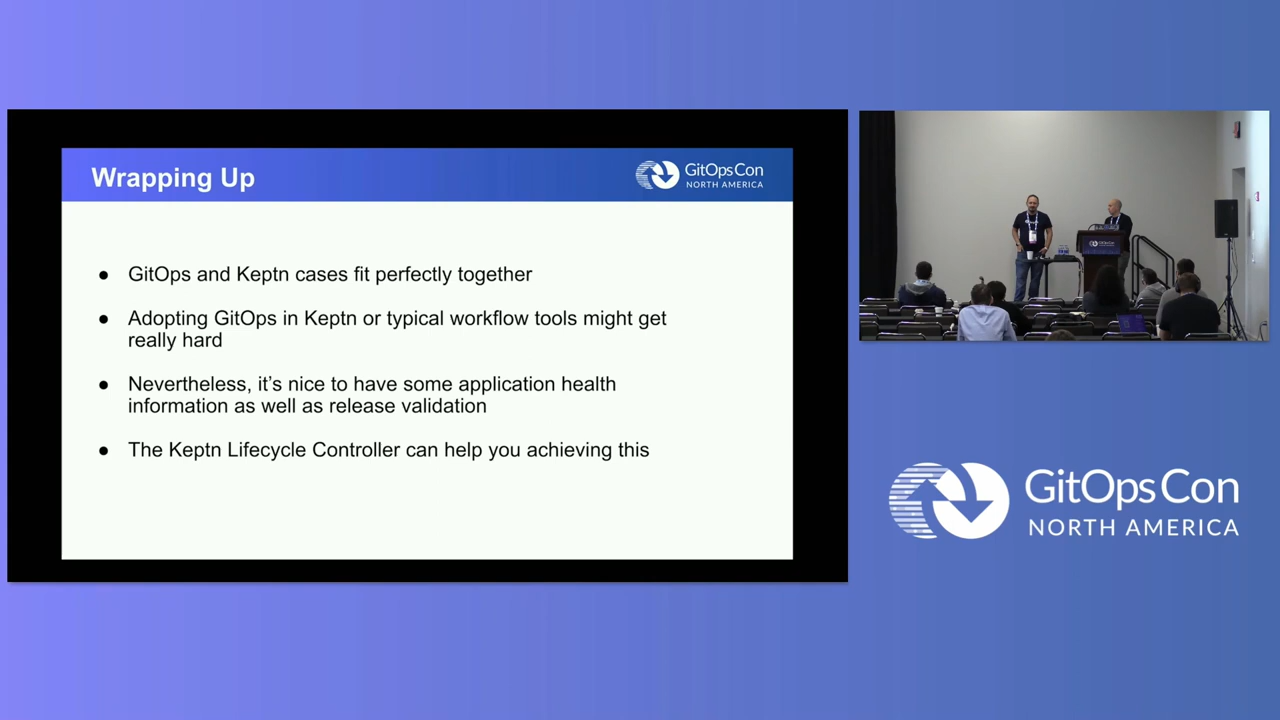 Wrapping Up
GitOpsCon
NORTH AMERICA
● GitOps and Keptn cases fit perfectly together
● Adopting GitOps in Keptn or typical workflow tools might get
really hard
● Nevertheless, it’s nice to have some application health
information as well as release validation
● The Keptn Lifecycle Controller can help you achieving this
GitOpsCon
GitOpsCon
NORTH AMERICA